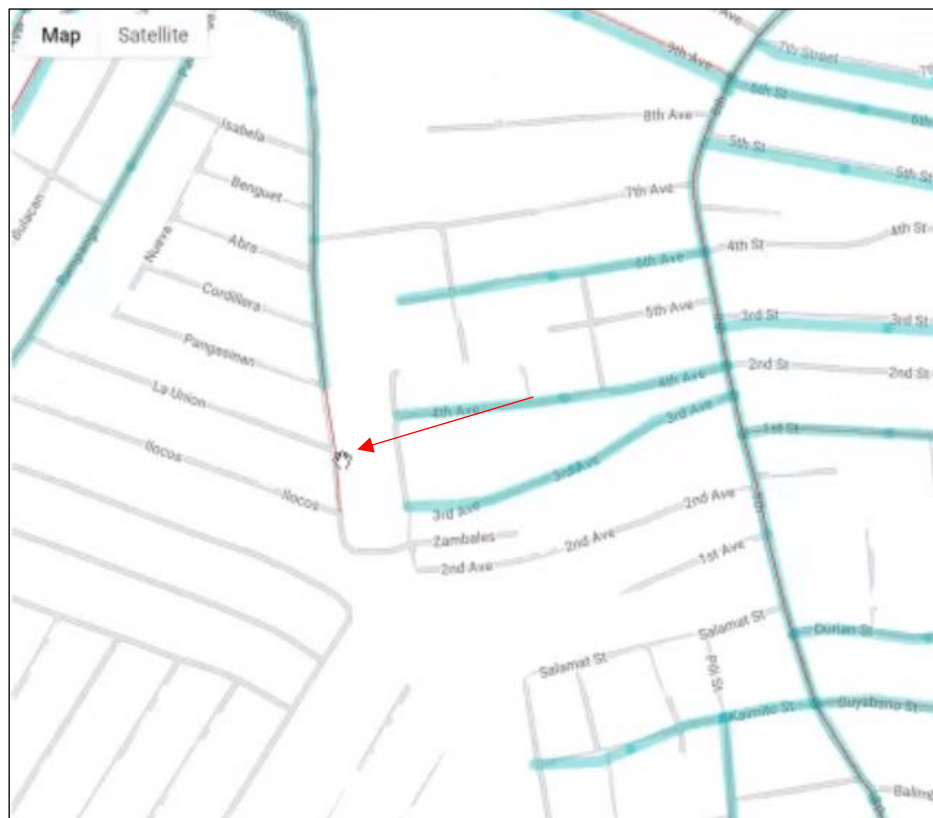 Map
Satellite
9th Ave
7th Street
6th St
6th
8th Ave
5th St
5th St
Isabela
7th Ave
Benguet
Bulacan
Pampanga
Nueva
Abra
4th St
4th St
6th Ave
Cordillera
5th Ave
3rd St
3rd St
Pangasinan
4th Ave
2nd St
2nd St
La Union
4th Ave
3rd Ave
1st St
Ilocos
3rd Ave
Ilocos
2nd Ave
8th
3rd Ave
Zambales
2nd Ave
1st Ave
2nd Ave
Salamat St
Durian St
Salamat St
Pili St
Kaimito St
Guyabano St